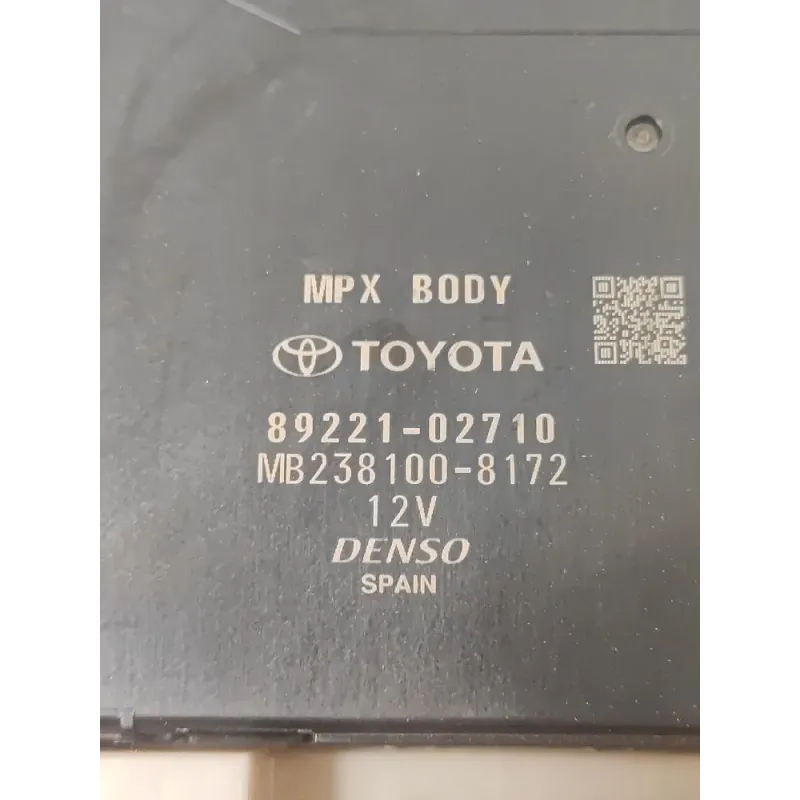 MPX BODY
TOYOTA
89221-02710
MB238100-8172
12V
DENSO
SPAIN